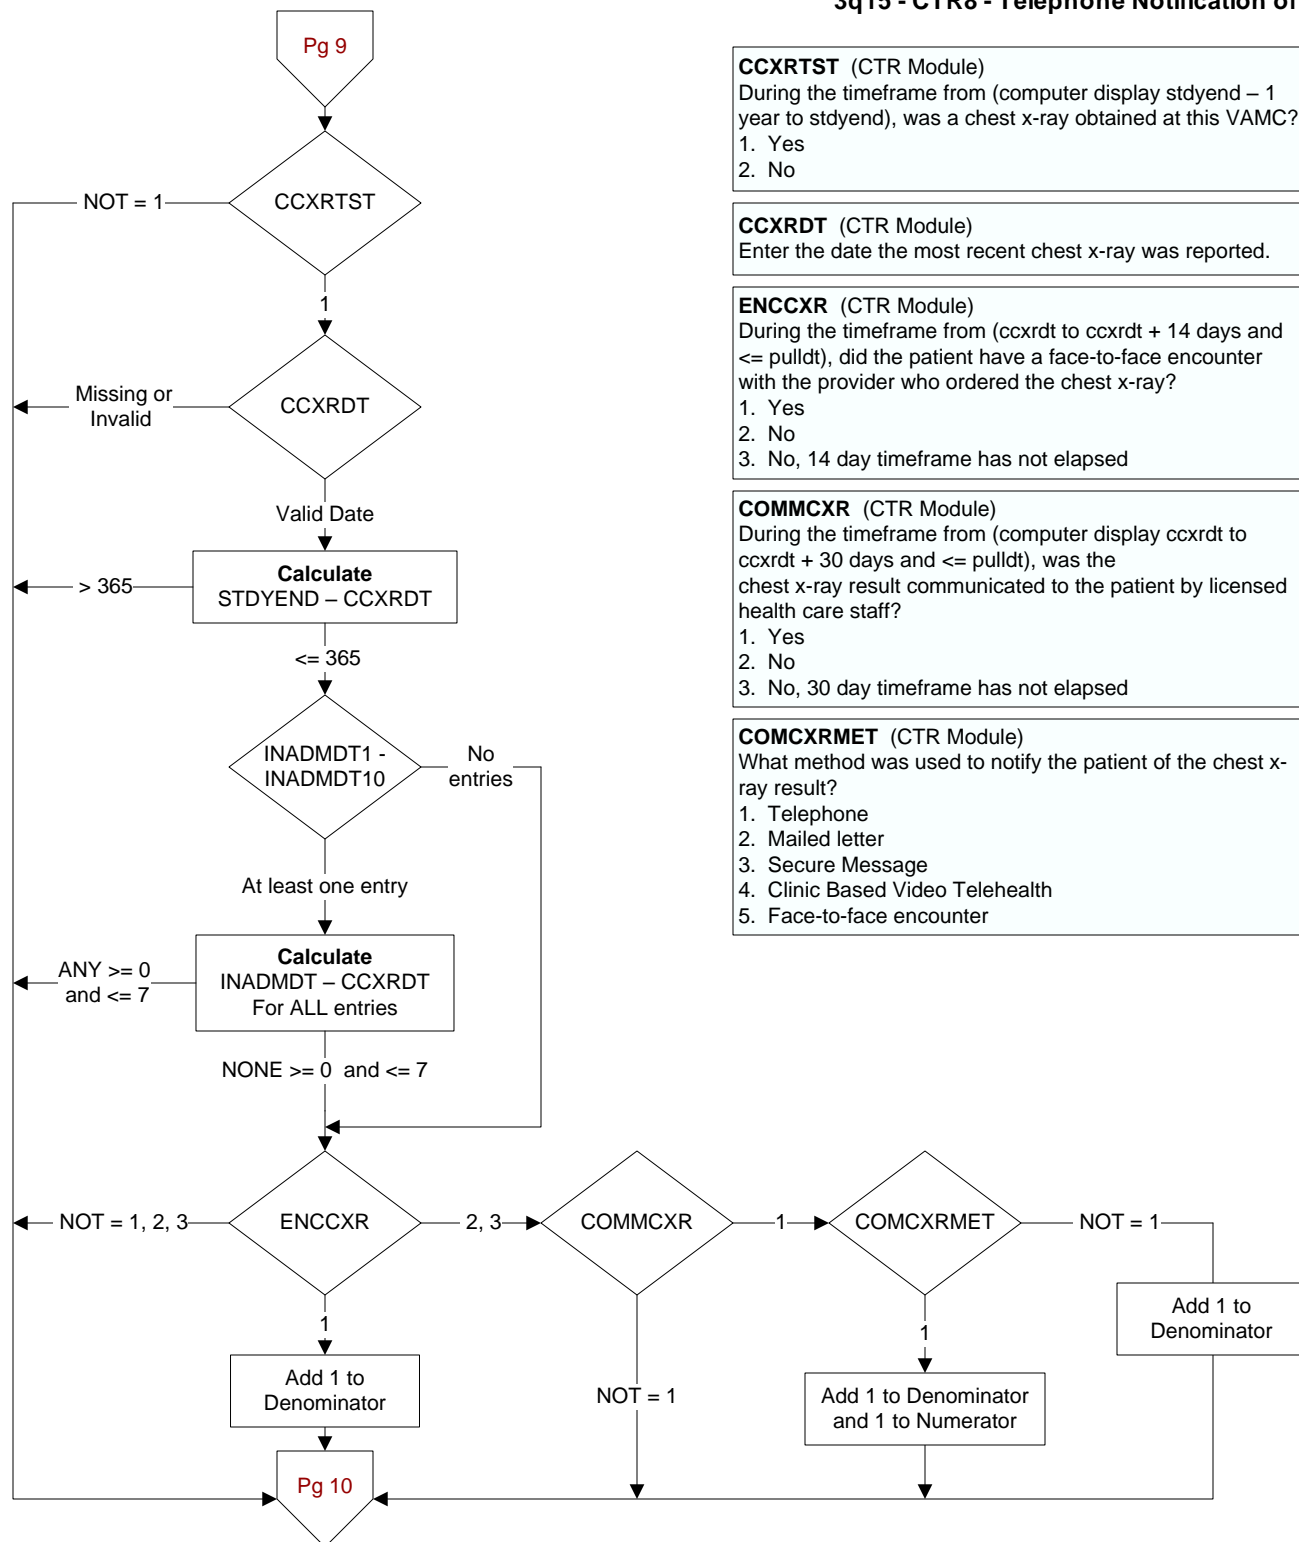 3q15 - CTR8 - Telephone Notification of
Pg 9
CCXRTST
NOT = 1
1
CCXRDT
Missing or
Invalid
Valid Date
Calculate
STDYEND – CCXRDT
> 365
<= 365
INADMDT1 -
INADMDT10
No
entries
At least one entry
Calculate
INADMDT – CCXRDT
For ALL entries
ANY >= 0
and <= 7
NONE >= 0 and <= 7
ENCCXR
NOT = 1, 2, 3
2, 3
COMMCXR
1
COMCXRMET
NOT = 1
Add 1 to
Denominator
1
Add 1 to
Denominator
NOT = 1
1
Add 1 to Denominator
and 1 to Numerator
Pg 10
CCXRTST (CTR Module)
During the timeframe from (computer display stdyend – 1
year to stdyend), was a chest x-ray obtained at this VAMC?
1. Yes
2. No
CCXRDT (CTR Module)
Enter the date the most recent chest x-ray was reported.
ENCCXR (CTR Module)
During the timeframe from (ccxrdt to ccxrdt + 14 days and
<= pulldt), did the patient have a face-to-face encounter
with the provider who ordered the chest x-ray?
1. Yes
2. No
3. No, 14 day timeframe has not elapsed
COMMCXR (CTR Module)
During the timeframe from (computer display ccxrdt to
ccxrdt + 30 days and <= pulldt), was the
chest x-ray result communicated to the patient by licensed
health care staff?
1. Yes
2. No
3. No, 30 day timeframe has not elapsed
COMCXRMET (CTR Module)
What method was used to notify the patient of the chest x-
ray result?
1. Telephone
2. Mailed letter
3. Secure Message
4. Clinic Based Video Telehealth
5. Face-to-face encounter